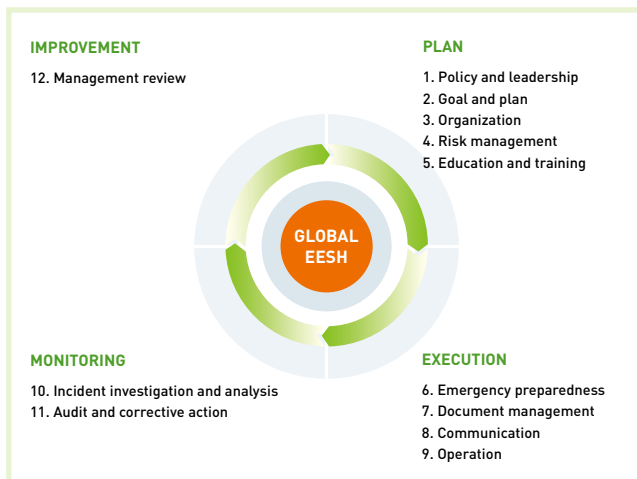 IMPROVEMENT
12. Management review
PLAN
1. Policy and leadership
2. Goal and plan
3. Organization
4. Risk management
5. Education and training
GLOBAL
EESH
MONITORING
10. Incident investigation and analysis
11. Audit and corrective action
EXECUTION
6. Emergency preparedness
7. Document management
8. Communication
9. Operation